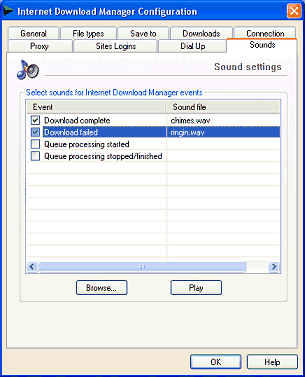 Internet Download Manager Configuration
General File types Save to Downloads Connection
Proxy Sites Logins Dial Up Sounds
Sound settings
Select sounds for Internet Download Manager events
Event Sound file
Download complete chimes.wav
Download failed ringin.wav
Queue processing started
Queue processing stopped/finished
Browse... Play
OK Help